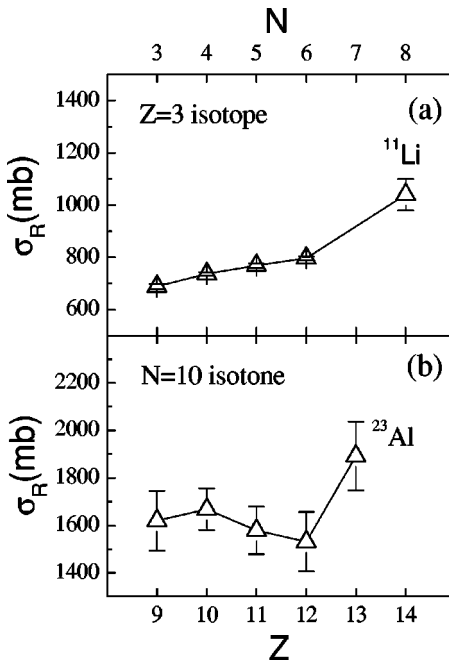 N
3 4 5 6 7 8
1400
1200
1000
800
600
σR(mb)
Z=3 isotope
(a)
¹¹Li
2200
2000
1800
1600
1400
σR(mb)
N=10 isotone
(b)
²³Al
9 10 11 12 13 14
Z